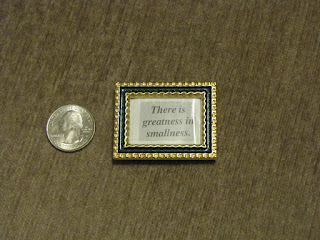 There is
greatness in
smallness.